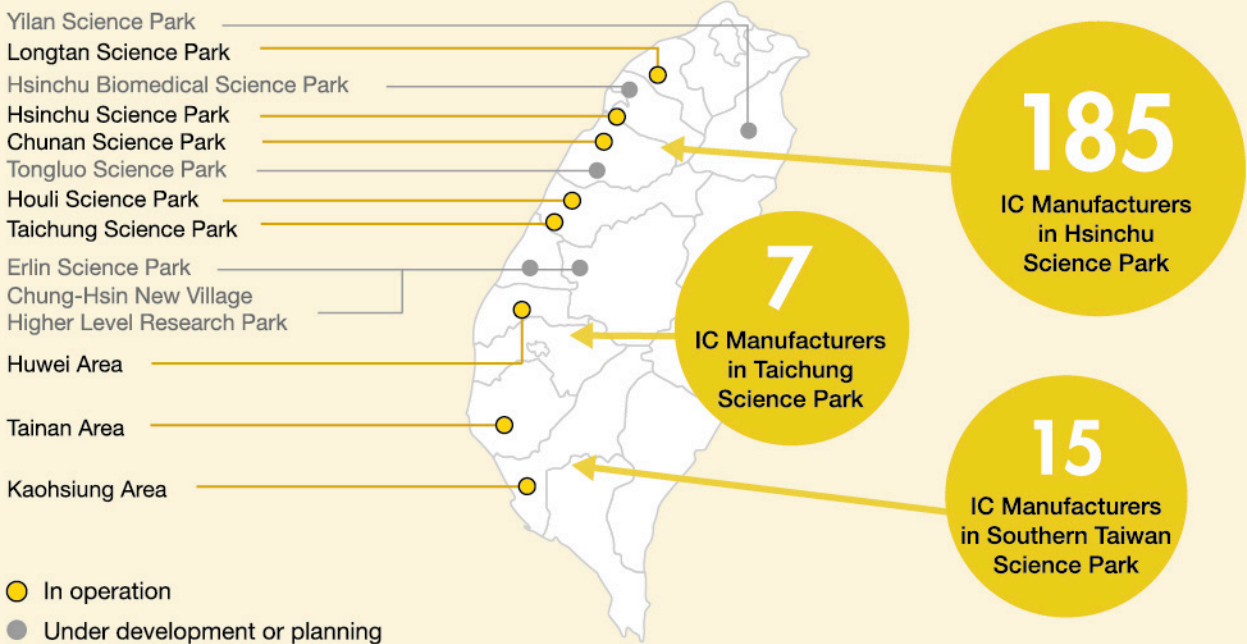 Yilan Science Park
Longtan Science Park
Hsinchu Biomedical Science Park
Hsinchu Science Park
Chunan Science Park
Tongluo Science Park
Houli Science Park
Taichung Science Park
Erlin Science Park
Chung-Hsin New Village
Higher Level Research Park
Huwei Area
Tainan Area
Kaohsiung Area
In operation
Under development or planning
185
IC Manufacturers
in Hsinchu
Science Park
7
IC Manufacturers
in Taichung
Science Park
15
IC Manufacturers
in Southern Taiwan
Science Park